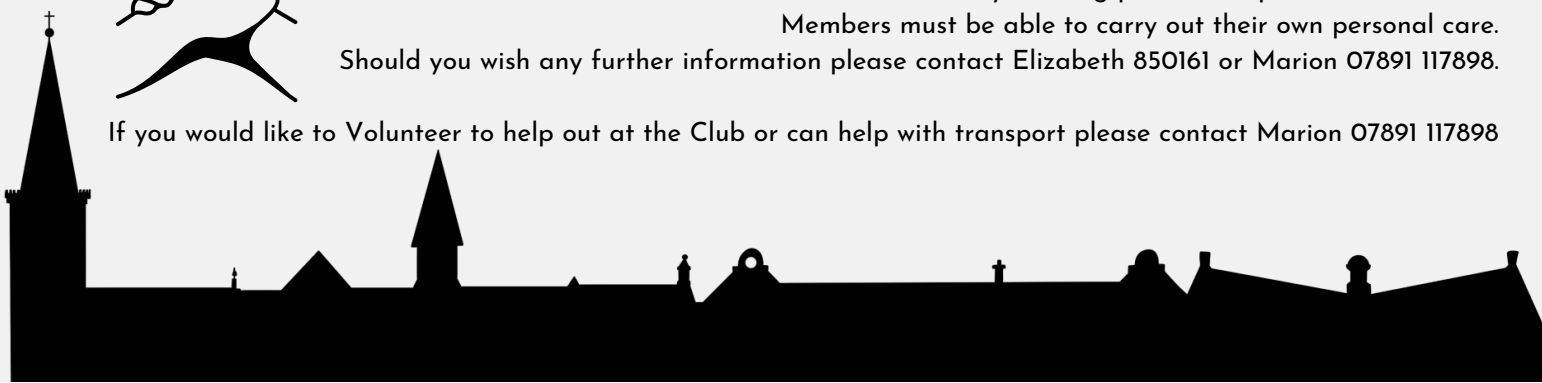 Members must be able to carry out their own personal care.
Should you wish any further information please contact Elizabeth 850161 or Marion 07891 117898.
If you would like to Volunteer to help out at the Club or can help with transport please contact Marion 07891 117898